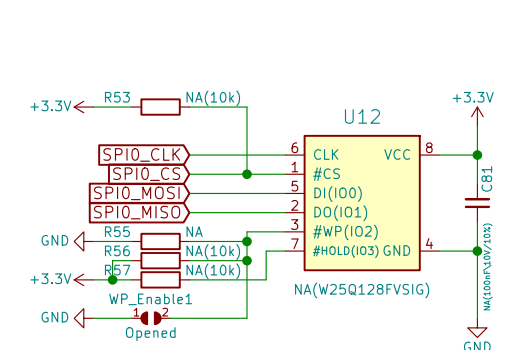 R53 NA(10k)
+3.3V
+3.3V
U12
SPI0_CLK 6 CLK VCC 8
SPI0_CS 1 #CS
SPI0_MOSI 5 DI(IO0)
SPI0_MISO 2 DO(IO1)
C81
NA(100nF\10V/10%)
R55 NA
3 #WP(IO2)
GND
R56 NA(10k)
7 #HOLD(IO3) GND 4
R57 NA(10k)
+3.3V
NA(W25Q128FVSIG)
WP_Enable1
GND 1 2
Opened
GND